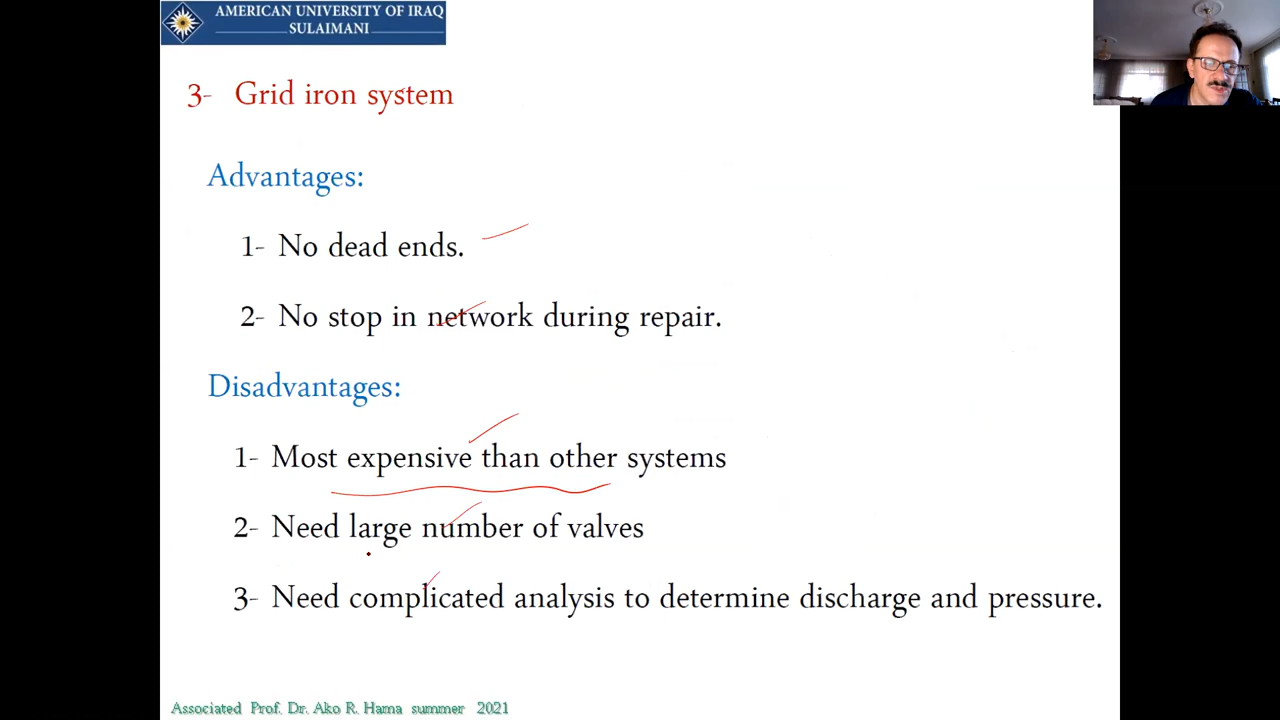 AMERICAN UNIVERSITY OF IRAQ
SULAIMANI
3- Grid iron system
Advantages:
1- No dead ends.
2- No stop in network during repair.
Disadvantages:
1- Most expensive than other systems
2- Need large number of valves
3- Need complicated analysis to determine discharge and pressure.
Associated Prof. Dr. Ako R. Hama summer 2021